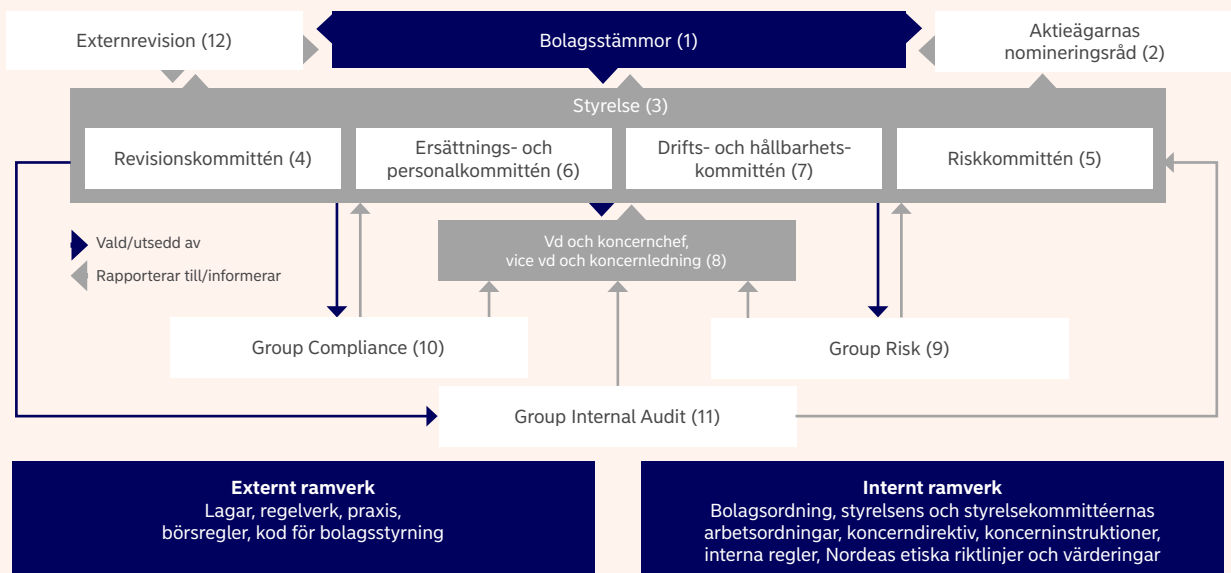 Externrevision (12)
Bolagsstämmor (1)
Aktieägarnas
nomineringsråd (2)
Styrelse (3)
Revisionskommittén (4)
Ersättnings- och
personalkommittén (6)
Drifts- och hållbarhets-
kommittén (7)
Riskkommittén (5)
Vald/utsedd av
Rapporterar till/informerar
Vd och koncernchef,
vice vd och koncernledning (8)
Group Compliance (10)
Group Risk (9)
Group Internal Audit (11)
Externt ramverk
Lagar, regelverk, praxis,
börsregler, kod för bolagsstyrning
Internt ramverk
Bolagsordning, styrelsens och styrelsekommittéernas
arbetsordningar, koncerndirektiv, koncerninstruktioner,
interna regler, Nordeas etiska riktlinjer och värderingar